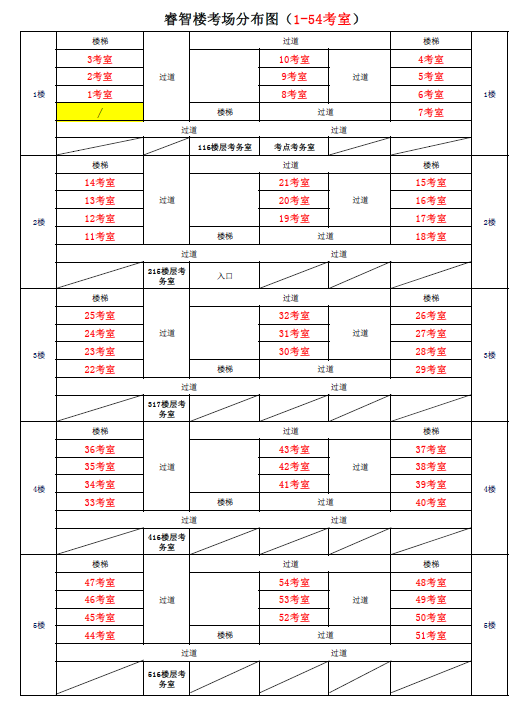 睿智楼考场分布图（1-54考室）
楼梯 过道 楼梯
3考室 10考室 4考室
2考室 过道 9考室 过道 5考室
1楼 1考室 8考室 6考室 1楼
/ 楼梯 过道 7考室
过道 过道
116楼层考务室 考点考务室
楼梯 过道 楼梯
14考室 21考室 15考室
13考室 过道 20考室 过道 16考室
12考室 19考室 17考室
2楼 11考室 楼梯 过道 18考室 2楼
过道 过道
216楼层考务室 入口
楼梯 过道 楼梯
25考室 32考室 26考室
24考室 过道 31考室 过道 27考室
3楼 23考室 30考室 28考室 3楼
22考室 楼梯 过道 29考室
过道 过道
317楼层考务室
楼梯 过道 楼梯
36考室 43考室 37考室
35考室 过道 42考室 过道 38考室
4楼 34考室 41考室 39考室 4楼
33考室 楼梯 过道 40考室
过道 过道
416楼层考务室
楼梯 过道 楼梯
47考室 54考室 48考室
46考室 过道 53考室 过道 49考室
5楼 45考室 52考室 50考室 5楼
44考室 楼梯 过道 51考室
过道 过道
516楼层考务室